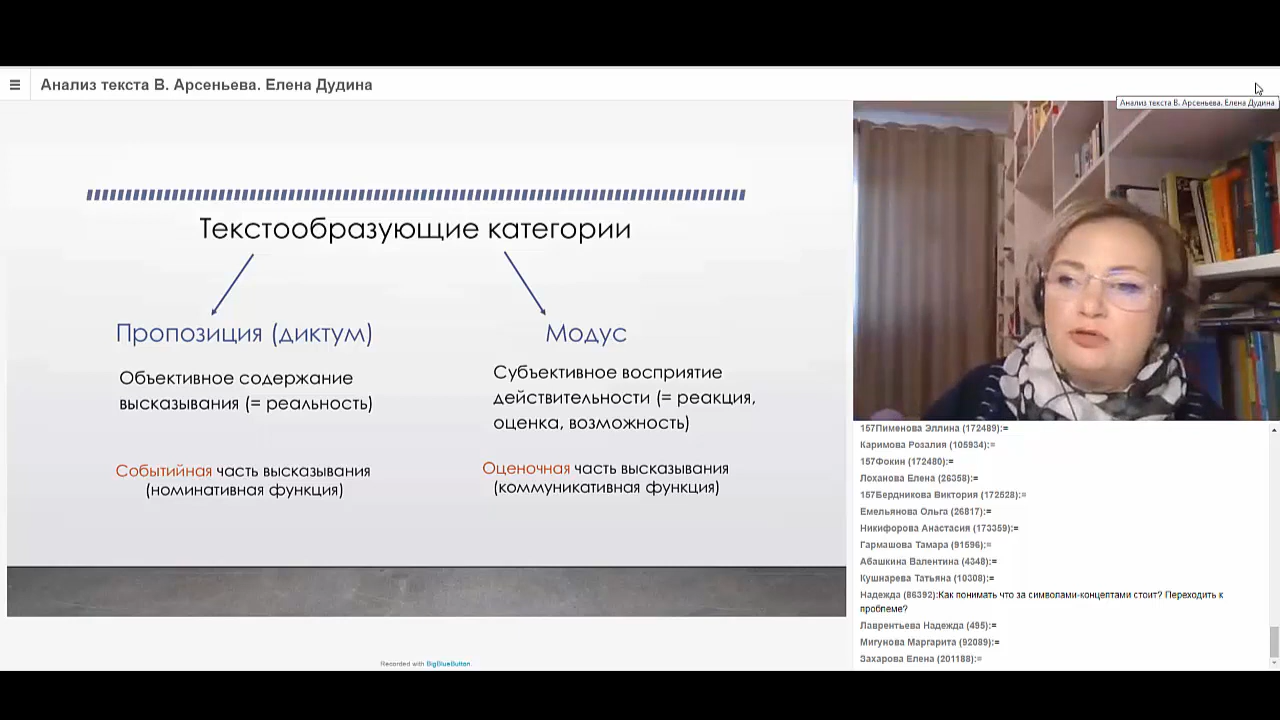 Анализ текста В. Арсеньева. Елена Дудина
Анализ текста В. Арсеньева. Елена Дудина
Текстообразующие категории
Пропозиция (диктум)
Объективное содержание
высказывания (= реальность)
Событийная часть высказывания
(номинативная функция)
Модус
Субъективное восприятие
действительности (= реакция,
оценка, возможность)
Оценочная часть высказывания
(коммуникативная функция)
Recorded with BigBlueButton.
157Пименова Эллина (172489):=
Каримова Розалия (105934):=
157Фокин (172480):=
Лоханова Елена (26358):=
157Бердникова Виктория (172528):=
Емельянова Ольга (26817):=
Никифорова Анастасия (173359):=
Гармашова Тамара (91596):=
Абашкина Валентина (4348):=
Кушнарева Татьяна (10308):=
Надежда (86392):Как понимать что за символами-концептами стоит? Переходить к
проблеме?
Лаврентьева Надежда (495):=
Мигунова Маргарита (92089):=
Захарова Елена (201188):=